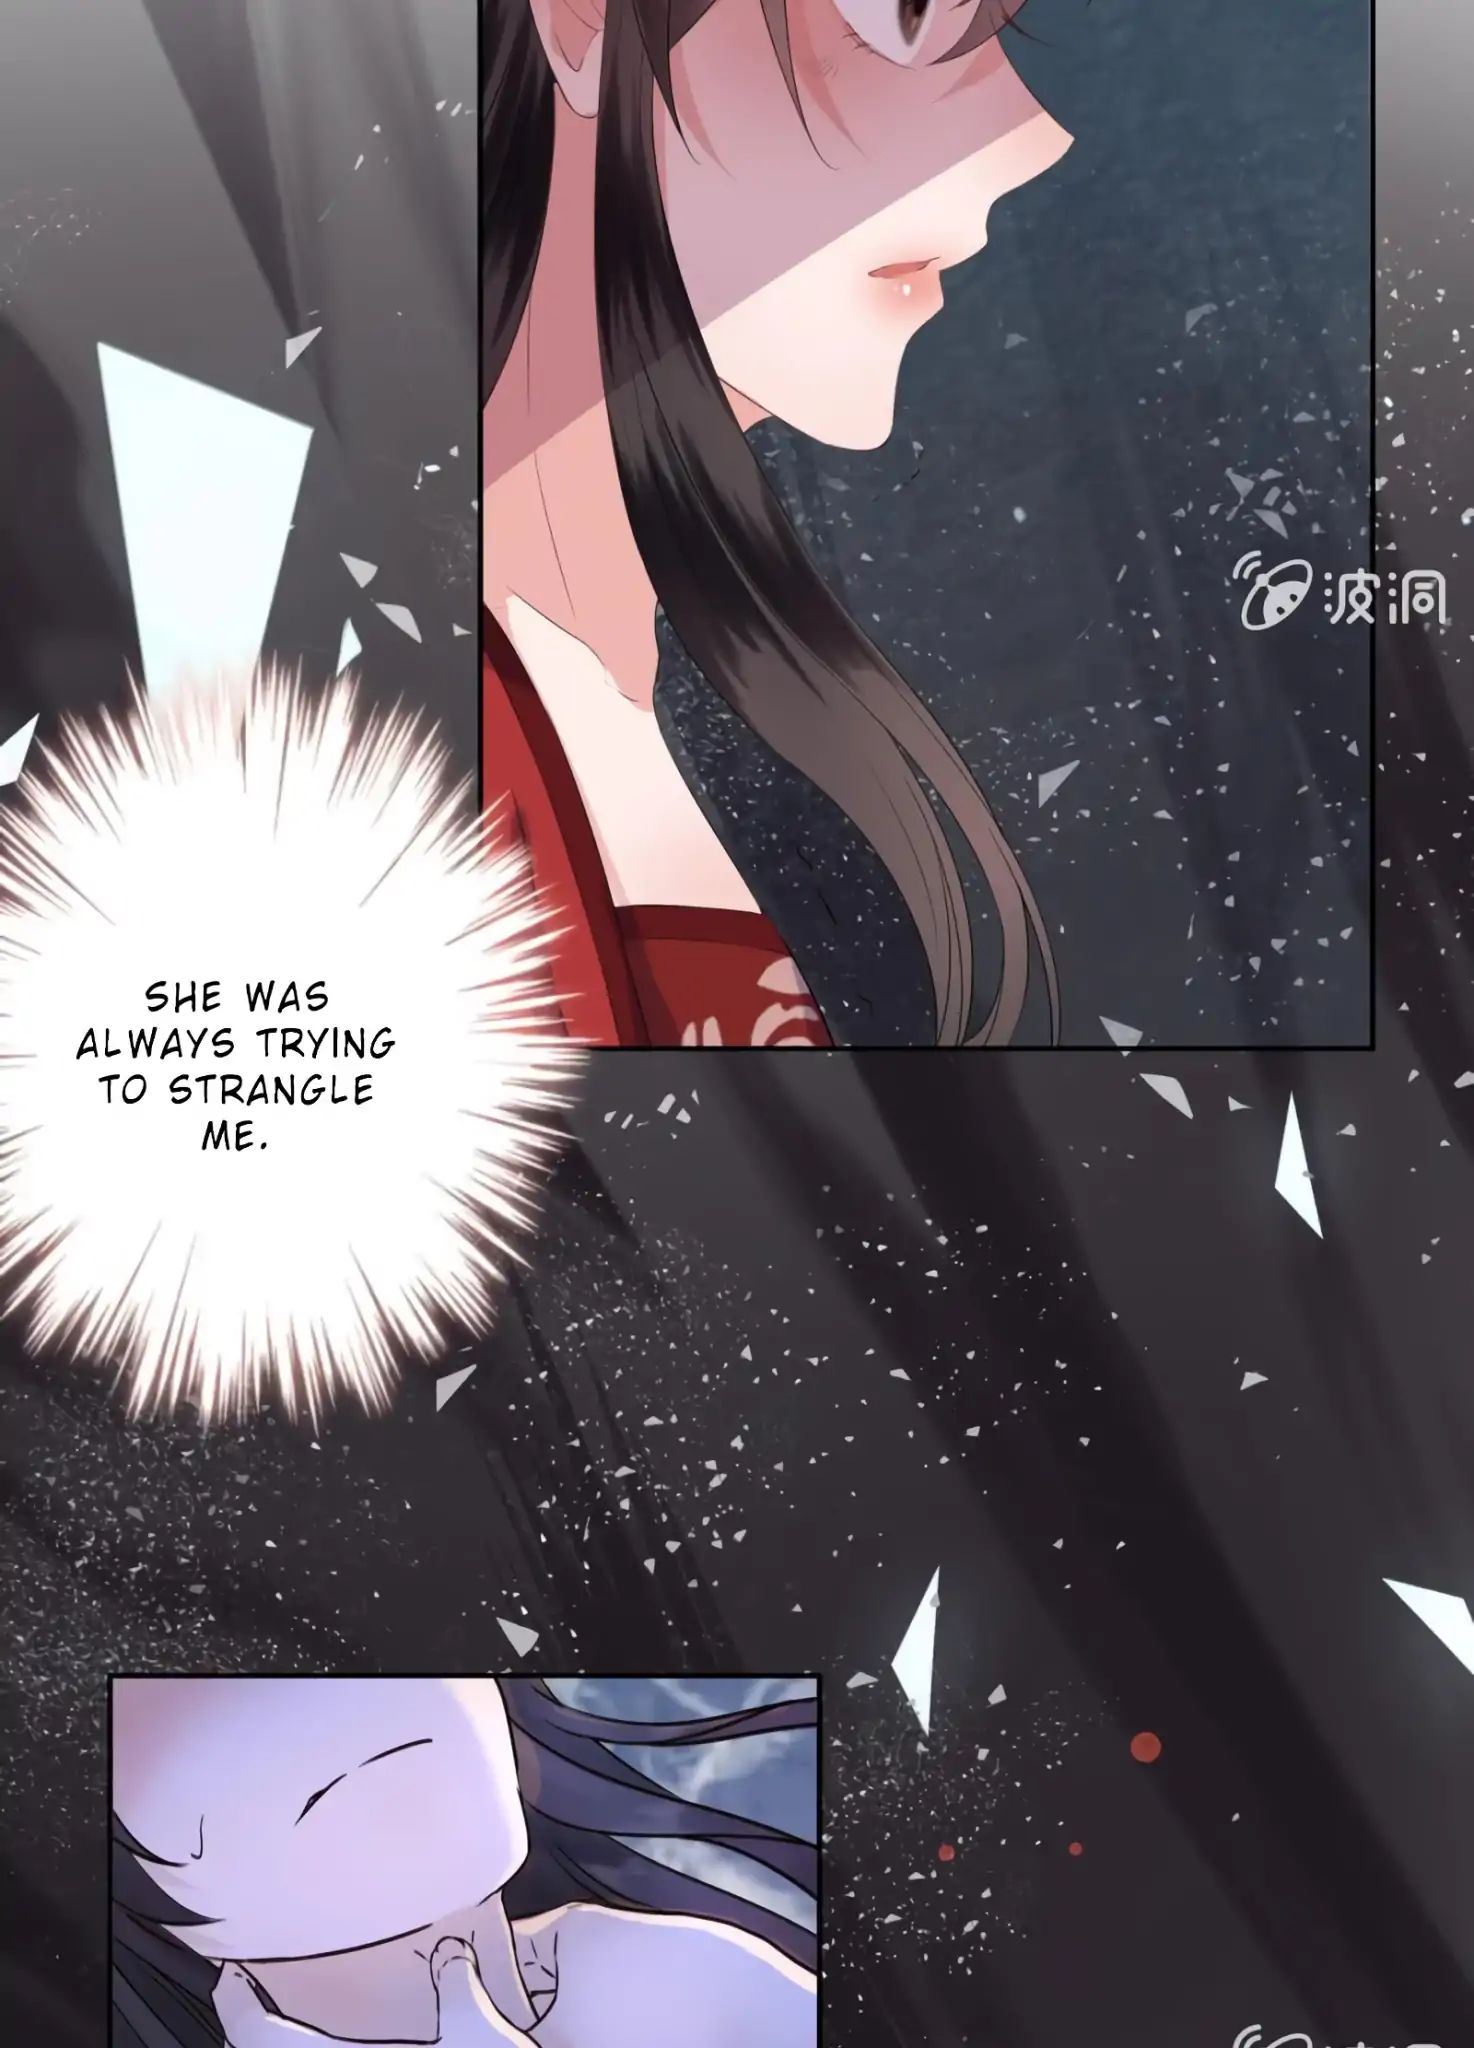 波洞
SHE WAS
ALWAYS TRYING
TO STRANGLE
ME.